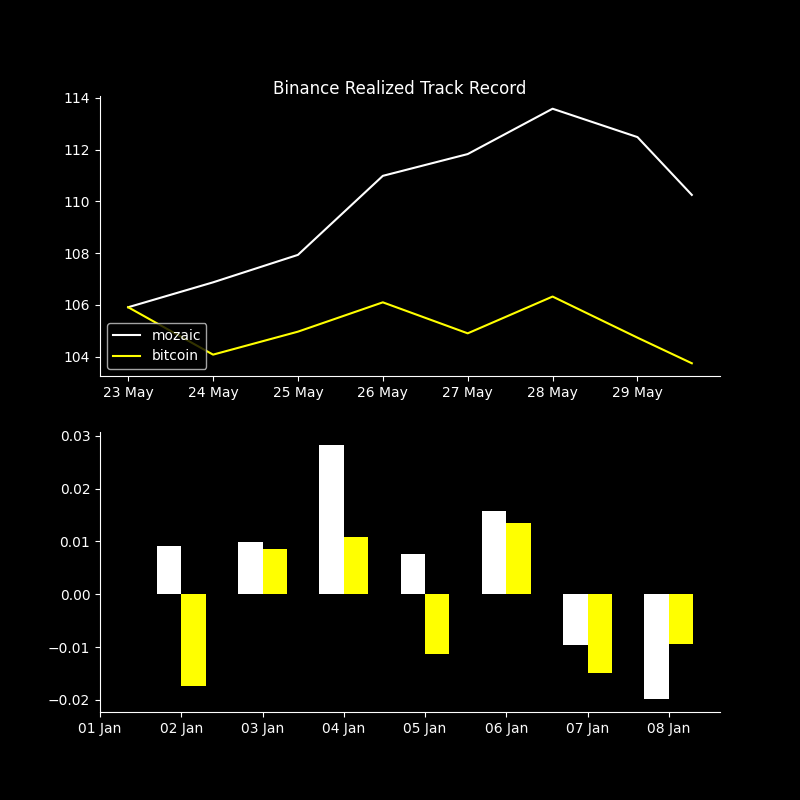 Binance Realized Track Record
114
112
110
108
106
104
mozaic
bitcoin
23 May 24 May 25 May 26 May 27 May 28 May 29 May
0.03
0.02
0.01
0.00
−0.01
−0.02
01 Jan 02 Jan 03 Jan 04 Jan 05 Jan 06 Jan 07 Jan 08 Jan